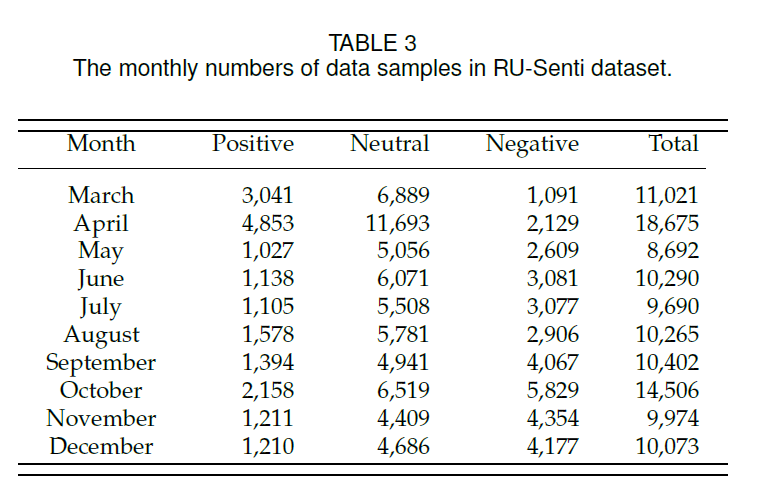 TABLE 3
The monthly numbers of data samples in RU-Senti dataset.
Month Positive Neutral Negative Total
March 3,041 6,889 1,091 11,021
April 4,853 11,693 2,129 18,675
May 1,027 5,056 2,609 8,692
June 1,138 6,071 3,081 10,290
July 1,105 5,508 3,077 9,690
August 1,578 5,781 2,906 10,265
September 1,394 4,941 4,067 10,402
October 2,158 6,519 5,829 14,506
November 1,211 4,409 4,354 9,974
December 1,210 4,686 4,177 10,073